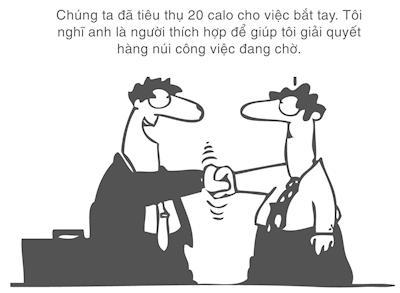 Chúng ta đã tiêu thụ 20 calo cho việc bắt tay. Tôi
nghĩ anh là người thích hợp để giúp tôi giải quyết
hàng núi công việc đang chờ.